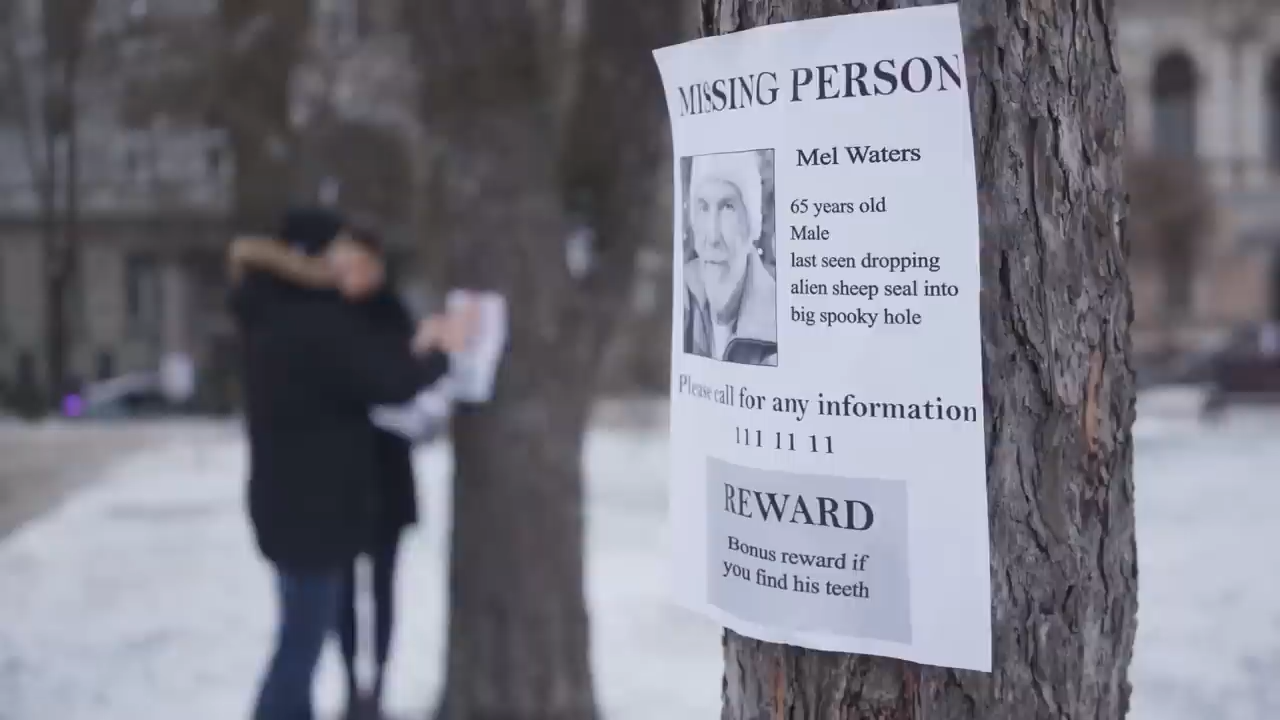 MISSING PERSON
Mel Waters
65 years old
Male
last seen dropping
alien sheep seal into
big spooky hole
Please call for any information
111 11 11
REWARD
Bonus reward if
you find his teeth